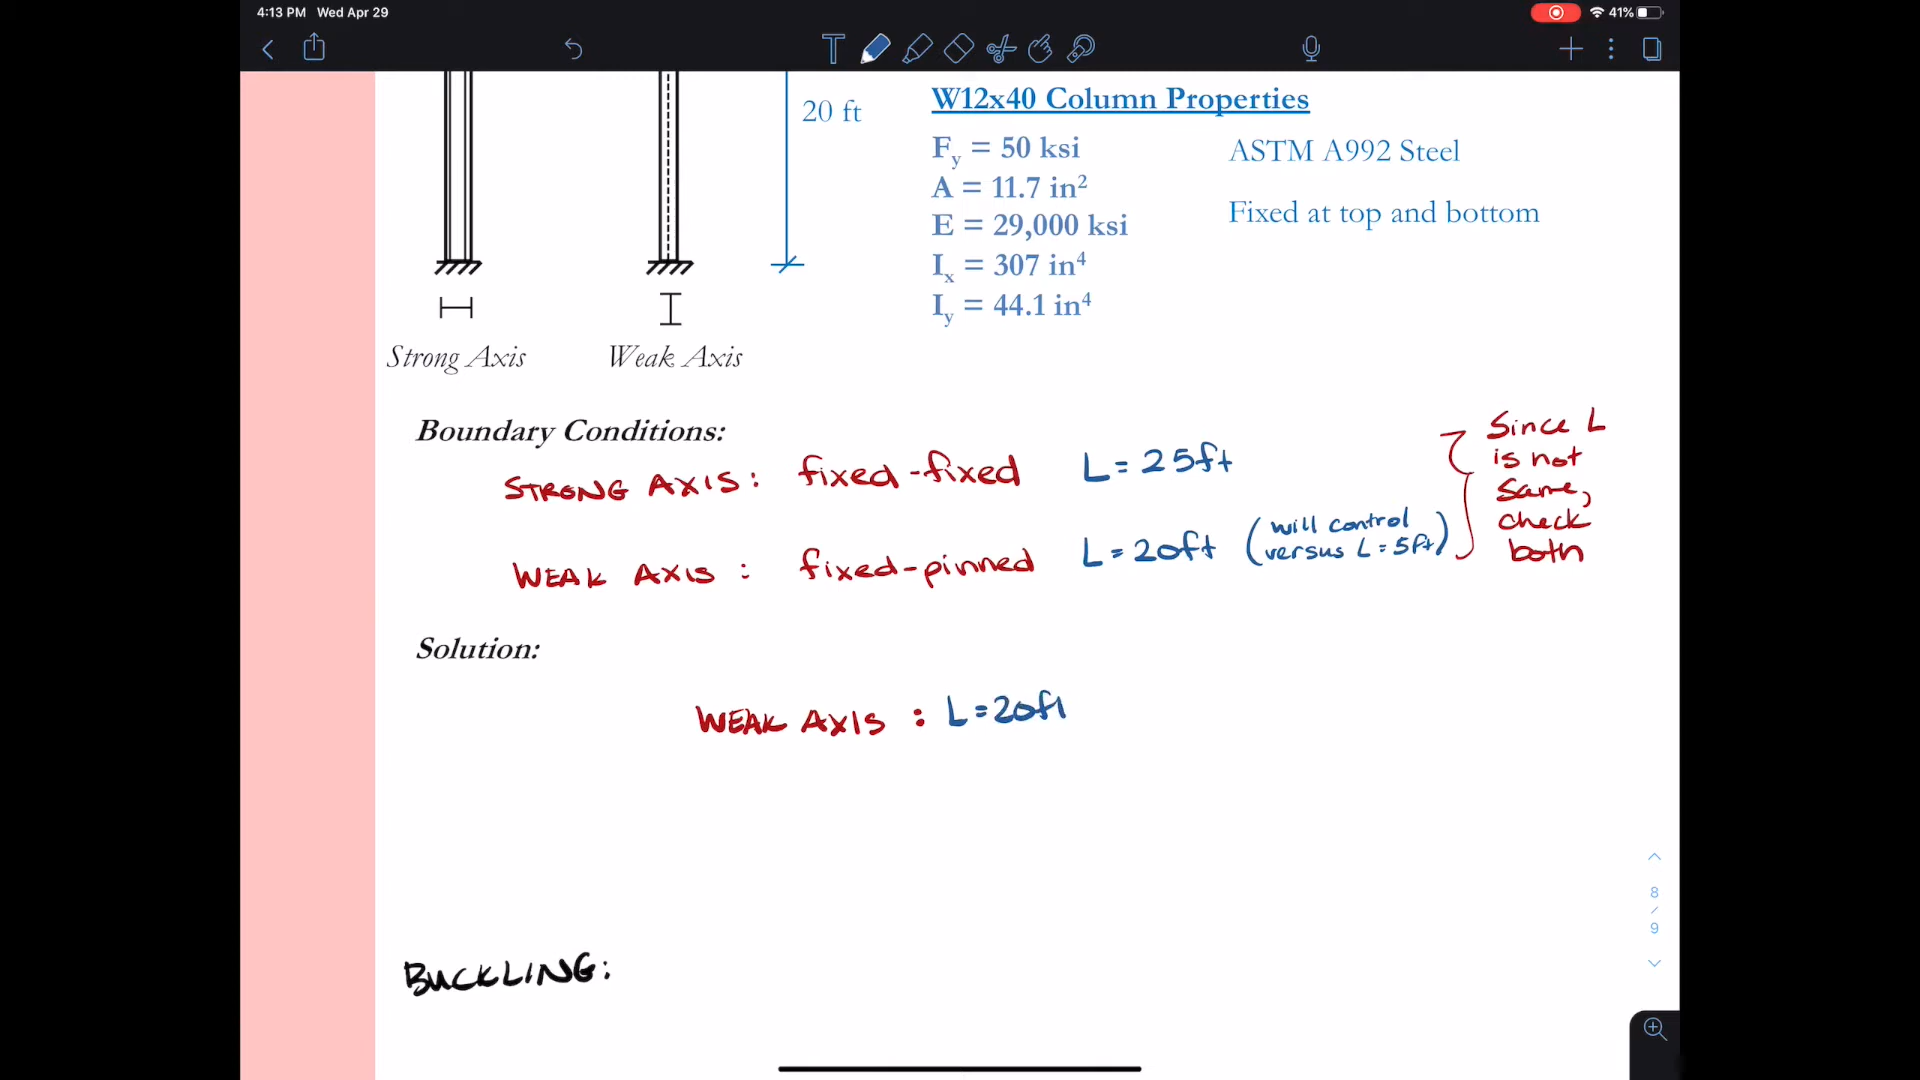 4:13 PM Wed Apr 29
41%
20 ft
W12x40 Column Properties
Fy = 50 ksi
A = 11.7 in²
E = 29,000 ksi
Ix = 307 in⁴
Iy = 44.1 in⁴
ASTM A992 Steel
Fixed at top and bottom
Strong Axis
Weak Axis
Boundary Conditions:
STRONG AXIS: fixed-fixed L = 25ft
WEAK AXIS : fixed-pinned L = 20ft (will control versus L = 5ft)
Since L
is not
same,
check
both
Solution:
WEAK AXIS : L = 20ft
BUCKLING:
8
/
9